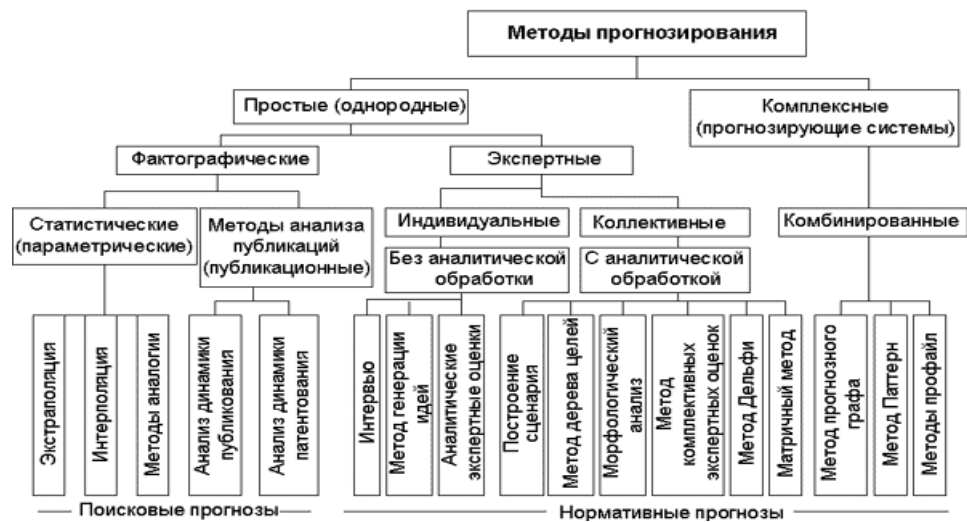 Методы прогнозирования
Простые (однородные)
Комплексные
(прогнозирующие системы)
Фактографические
Экспертные
Статистические
(параметрические)
Методы анализа
публикаций
(публикационные)
Индивидуальные
Коллективные
Комбинированные
Без аналитической
обработки
С аналитической
обработкой
Экстраполяция
Интерполяция
Методы аналогии
Анализ динамики
публикования
Анализ динамики
патентования
Интервью
Метод генерации
идей
Аналитические
экспертные оценки
Построение
сценария
Метод дерева целей
Морфологический
анализ
Метод
комплективных
экспертных оценок
Метод Дельфи
Матричный метод
Метод прогнозного
графа
Метод Паттерн
Методы профайл
Поисковые прогнозы
Нормативные прогнозы